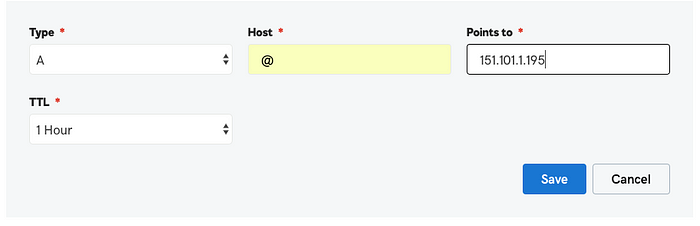 Type * Host * Points to *
A @ 151.101.1.195
TTL *
1 Hour
Save Cancel